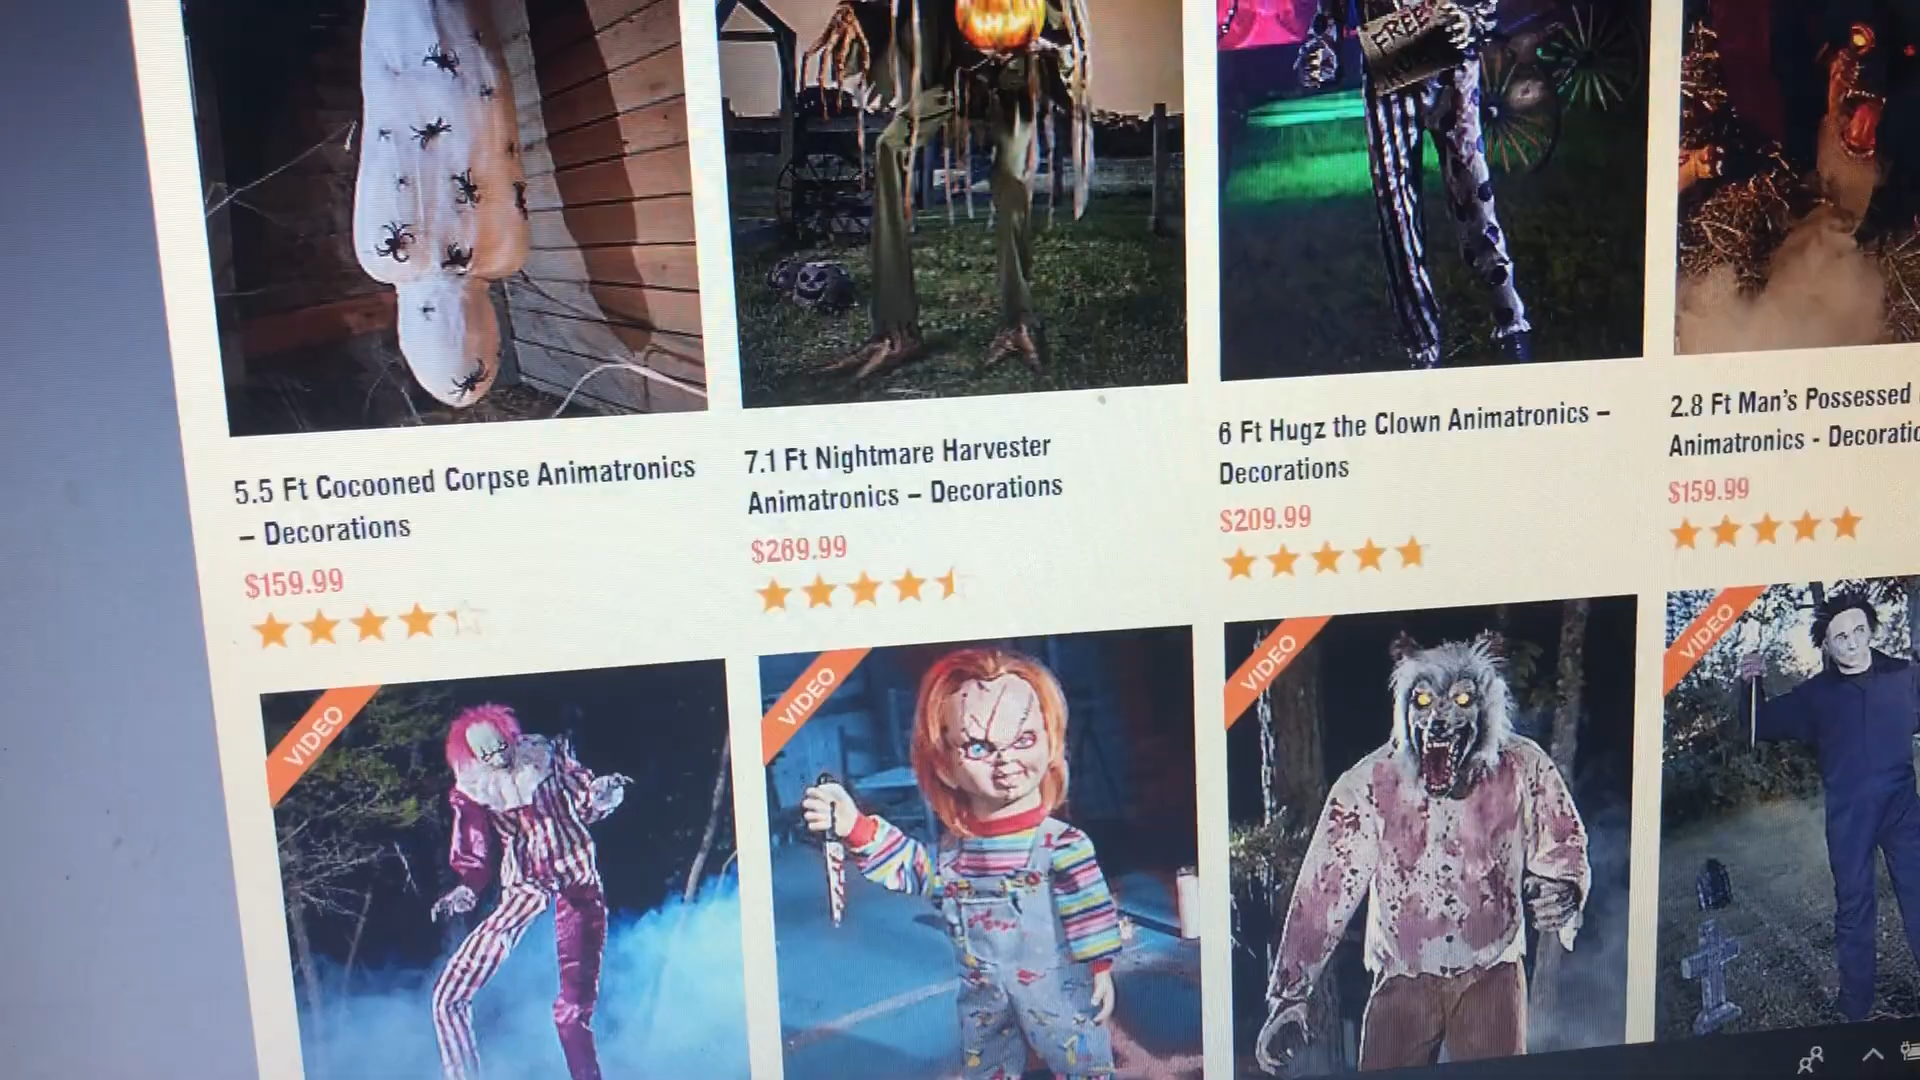 FREE
5.5 Ft Cocooned Corpse Animatronics
– Decorations
$159.99
7.1 Ft Nightmare Harvester
Animatronics – Decorations
$269.99
6 Ft Hugz the Clown Animatronics –
Decorations
$209.99
2.8 Ft Man's Possessed
Animatronics - Decoratio
$159.99
VIDEO
VIDEO
VIDEO
VIDEO